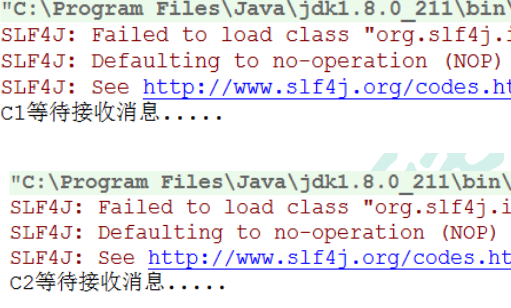 "C:\Program Files\Java\jdk1.8.0_211\bin\
SLF4J: Failed to load class "org.slf4j.i
SLF4J: Defaulting to no-operation (NOP)
SLF4J: See http://www.slf4j.org/codes.ht
C1等待接收消息.....
"C:\Program Files\Java\jdk1.8.0_211\bin\
SLF4J: Failed to load class "org.slf4j.i
SLF4J: Defaulting to no-operation (NOP)
SLF4J: See http://www.slf4j.org/codes.ht
C2等待接收消息.....